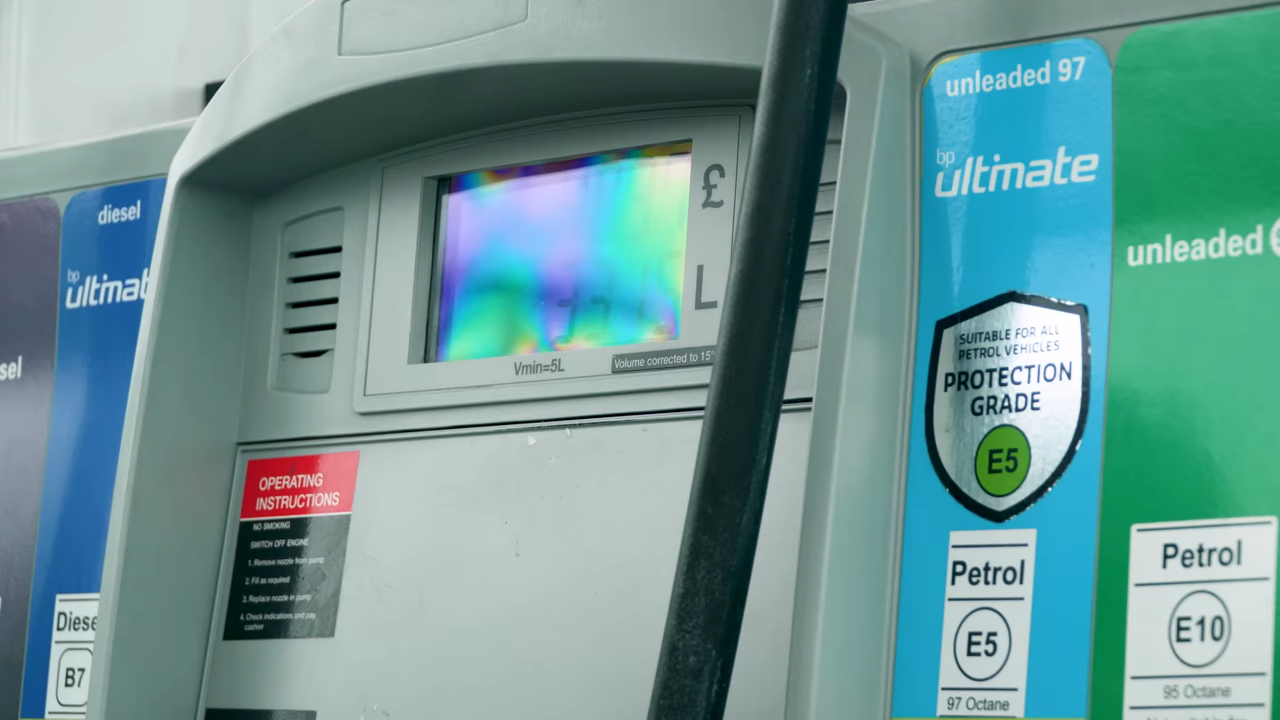 sel
diesel
bp
ultimat
Diese
B7
£
L
Vmin=5L
Volume corrected to 15°
OPERATING
INSTRUCTIONS
NO SMOKING
SWITCH OFF ENGINE
1. Remove nozzle from pump
2. Fill as required
3. Replace nozzle in pump
4. Check indications and pay
cashier
unleaded 97
bp
ultimate
SUITABLE FOR ALL
PETROL VEHICLES
PROTECTION
GRADE
E5
Petrol
E5
97 Octane
unleaded
Petrol
E10
95 Octane